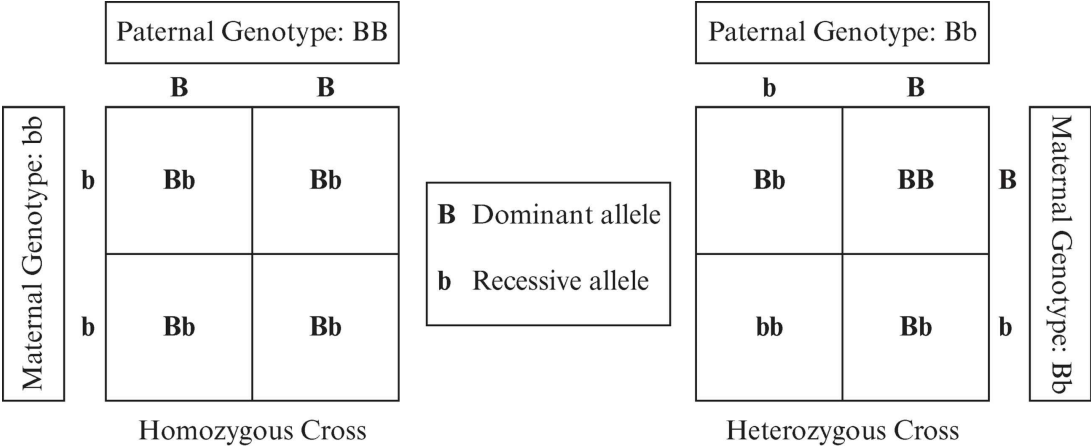 Paternal Genotype: BB
B B
Maternal Genotype: bb
b Bb Bb
b Bb Bb
Homozygous Cross
B Dominant allele
b Recessive allele
Paternal Genotype: Bb
b B
Bb BB B
bb Bb b
Maternal Genotype: Bb
Heterozygous Cross